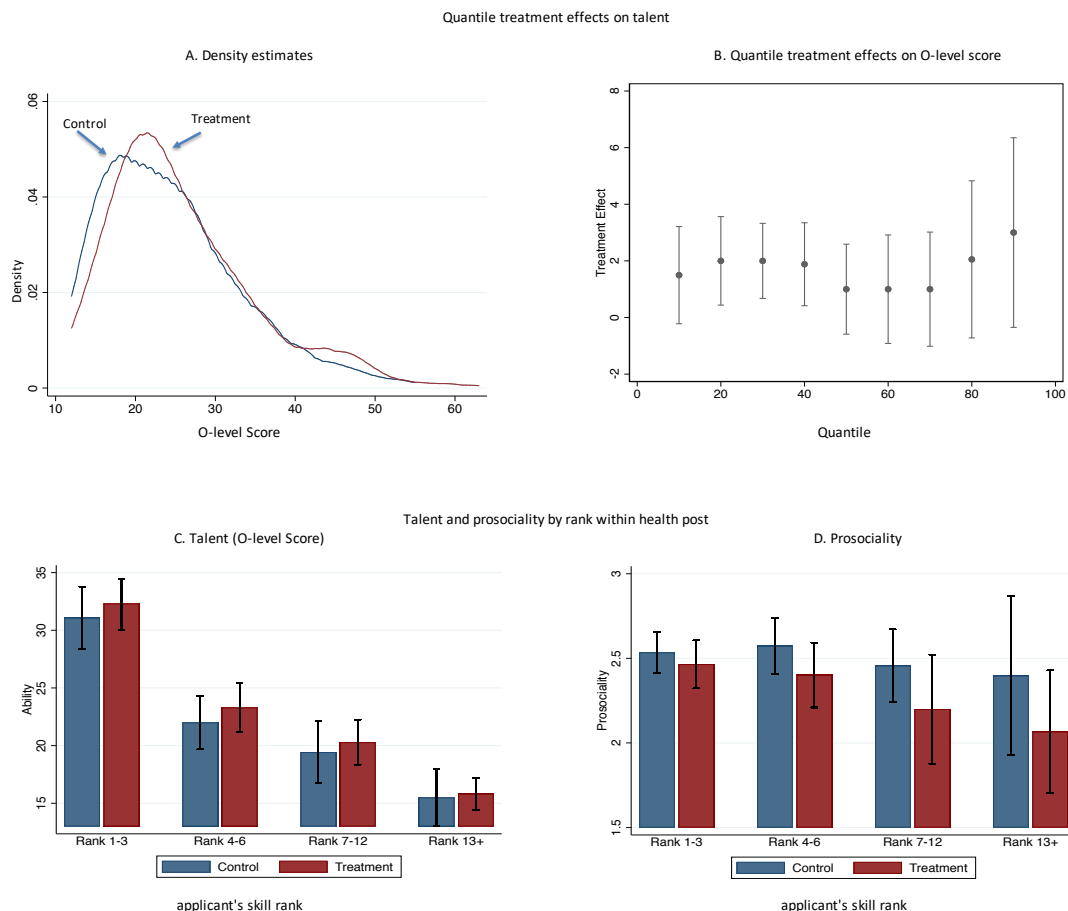 Quantile treatment effects on talent
A. Density estimates
Control
Treatment
Density
0 .02 .04 .06
10 20 30 40 50 60
O-level Score
B. Quantile treatment effects on O-level score
Treatment Effect
-2 0 2 4 6 8
0 20 40 60 80 100
Quantile
Talent and prosociality by rank within health post
C. Talent (O-level Score)
Ability
15 20 25 30 35
Rank 1-3 Rank 4-6 Rank 7-12 Rank 13+
Control Treatment
applicant's skill rank
D. Prosociality
Prosociality
1.5 2 2.5 3
Rank 1-3 Rank 4-6 Rank 7-12 Rank 13+
Control Treatment
applicant's skill rank